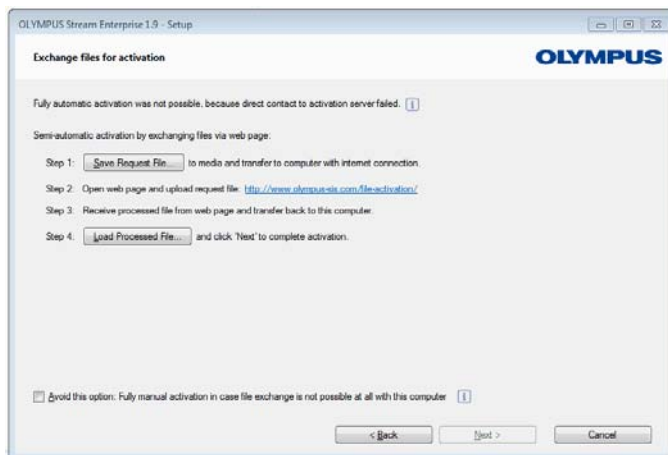 OLYMPUS Stream Enterprise 1.9 - Setup
Exchange files for activation
OLYMPUS
Fully automatic activation was not possible, because direct contact to activation server failed. i
Semi-automatic activation by exchanging files via web page:
Step 1: Save Request File... to media and transfer to computer with internet connection.
Step 2: Open web page and upload request file: http://www.olympus-sis.com/file-activation/
Step 3: Receive processed file from web page and transfer back to this computer.
Step 4: Load Processed File... and click 'Next' to complete activation.
Avoid this option: Fully manual activation in case file exchange is not possible at all with this computer i
< Back Next > Cancel